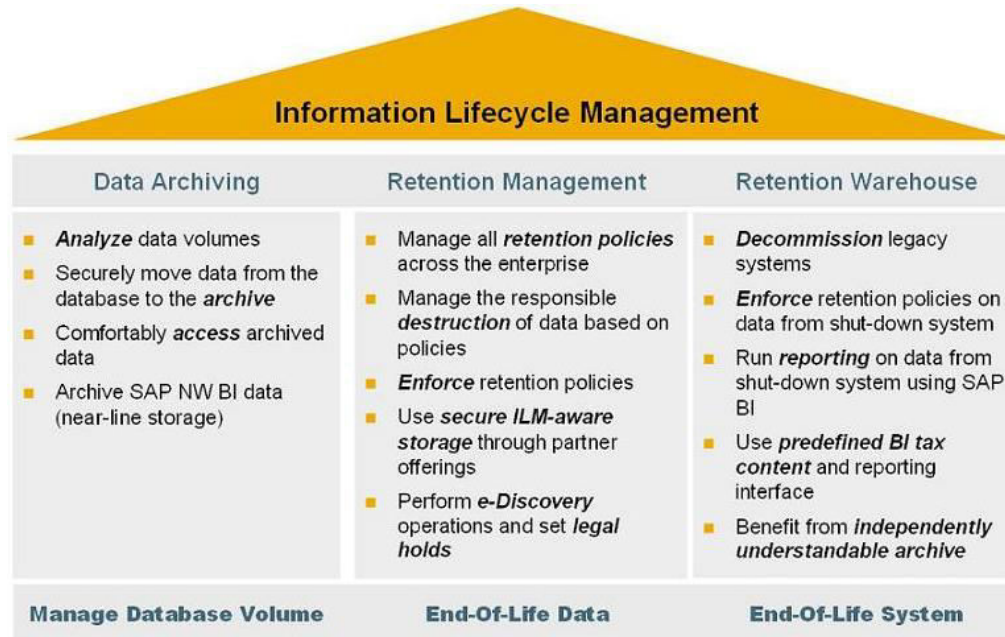 Information Lifecycle Management
Data Archiving
Analyze data volumes
Securely move data from the
database to the archive
Comfortably access archived
data
Archive SAP NW BI data
(near-line storage)
Manage Database Volume
Retention Management
Manage all retention policies
across the enterprise
Manage the responsible
destruction of data based on
policies
Enforce retention policies
Use secure ILM-aware
storage through partner
offerings
Perform e-Discovery
operations and set legal
holds
End-Of-Life Data
Retention Warehouse
Decommission legacy
systems
Enforce retention policies on
data from shut-down system
Run reporting on data from
shut-down system using SAP
BI
Use predefined BI tax
content and reporting
interface
Benefit from independently
understandable archive
End-Of-Life System